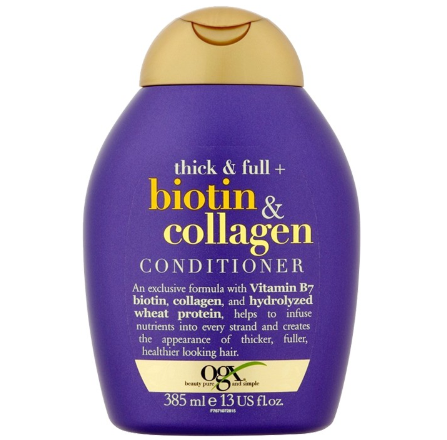 thick & full +
biotin &
collagen
CONDITIONER
An exclusive formula with Vitamin B7
biotin, collagen, and hydrolyzed
wheat protein, helps to infuse
nutrients into every strand and creates
the appearance of thicker, fuller,
healthier looking hair.
ogx
beauty pure and simple
385 ml e 13 US fl oz.